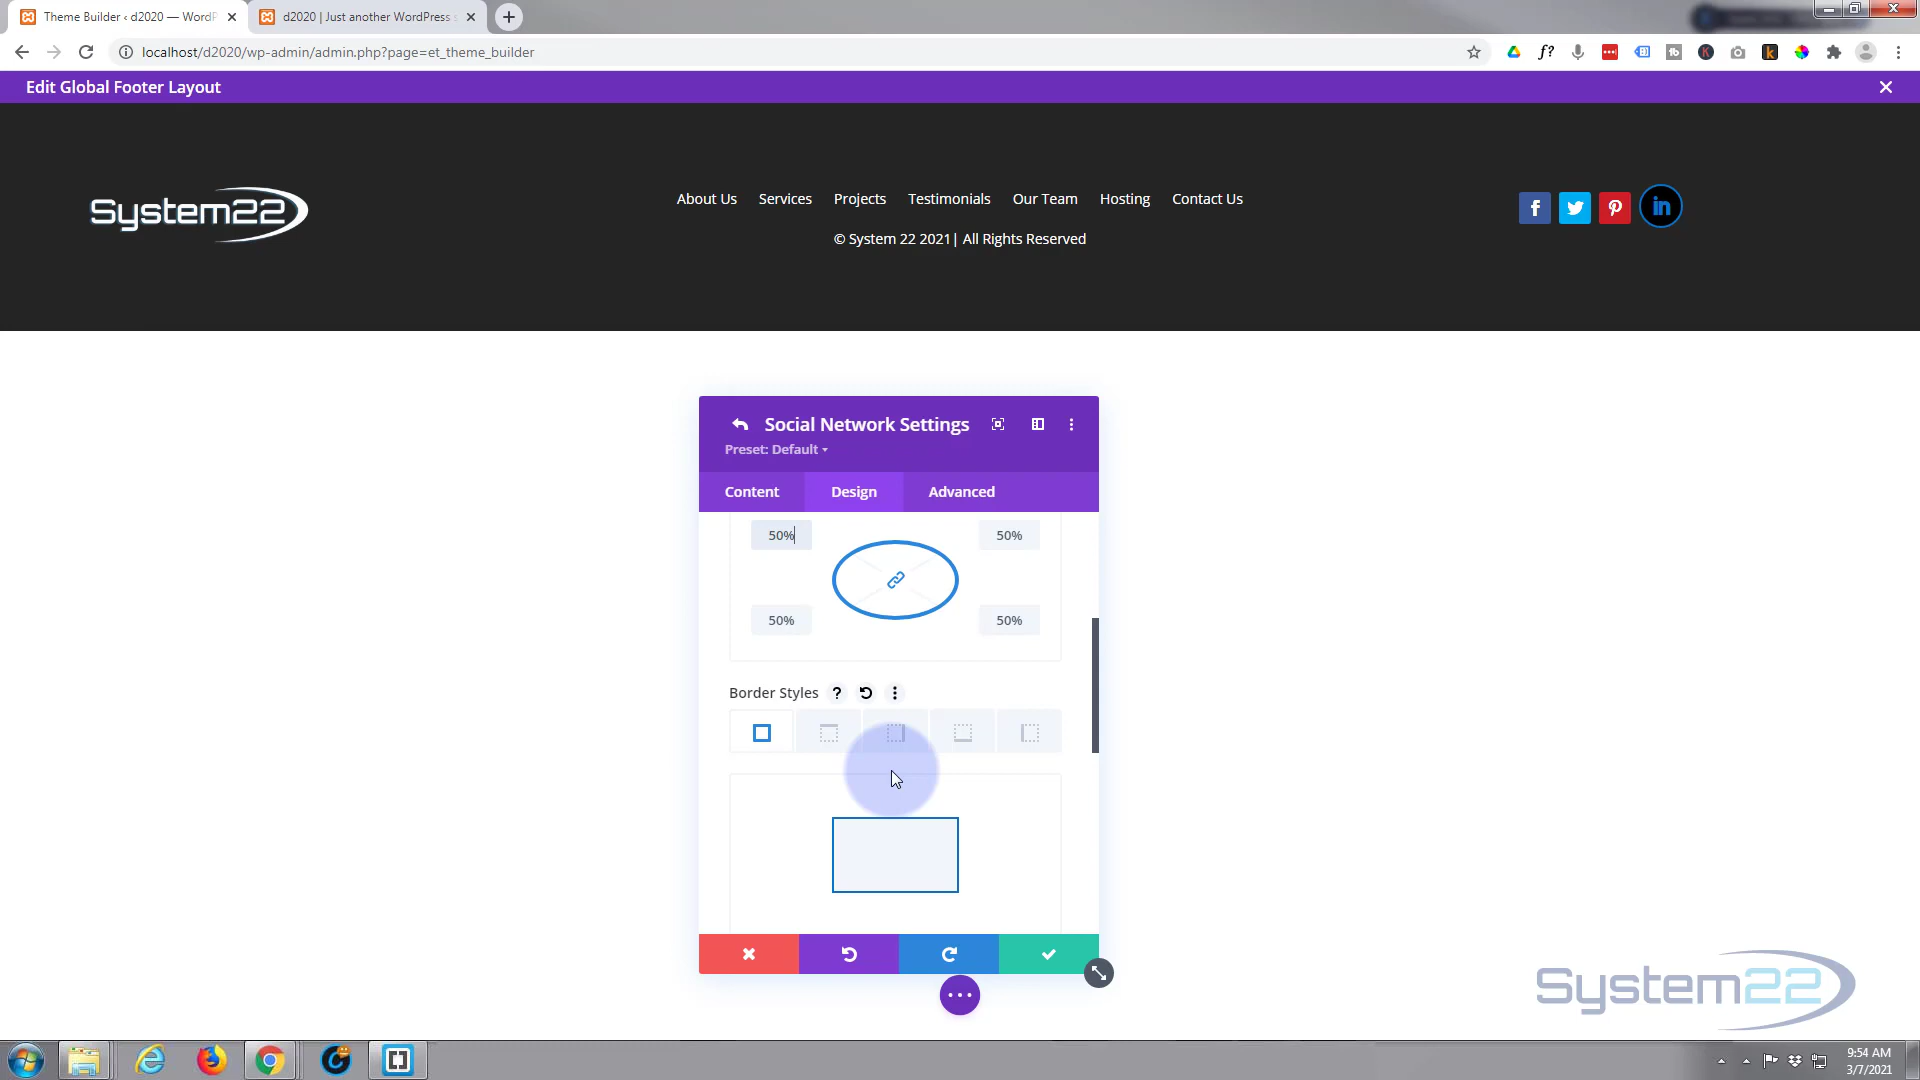 Theme Builder ‹ d2020 — WordP
d2020 | Just another WordPress s
localhost/d2020/wp-admin/admin.php?page=et_theme_builder
Edit Global Footer Layout
System22
About Us Services Projects Testimonials Our Team Hosting Contact Us
© System 22 2021| All Rights Reserved
Social Network Settings
Preset: Default
Content Design Advanced
50% 50%
50% 50%
Border Styles ?
System22
9:54 AM
3/7/2021